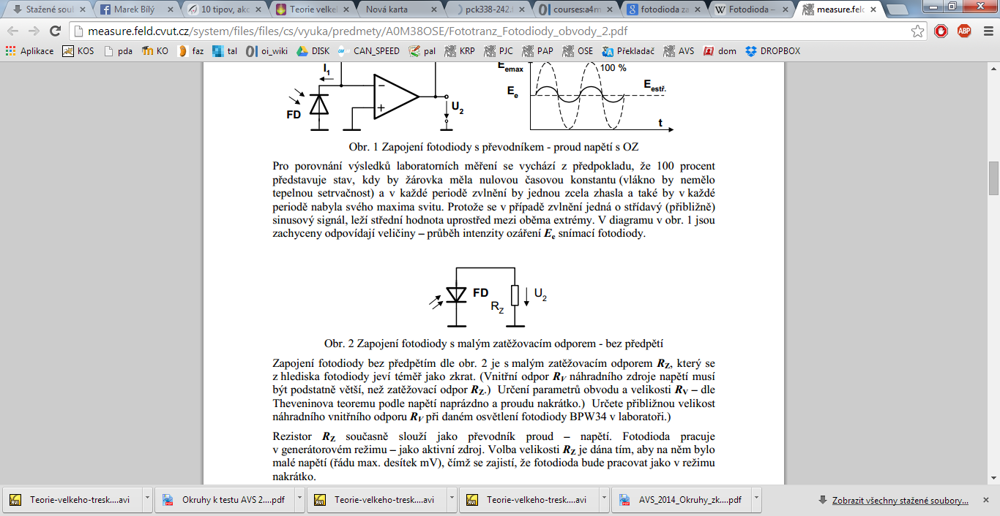 Stažené soul
Marek Bílý
10 tipov, ako
Teorie velkel
Nová karta
pck338-242.
courses:a4m
fotodioda za
Fotodioda –
measure.feld
measure.feld.cvut.cz/system/files/files/cs/vyuka/predmety/A0M38OSE/Fototranz_Fotodiody_obvody_2.pdf
ABP
Aplikace
KOS
pda
KO
faz
tal
oi_wiki
DISK
CAN_SPEED
pal
KRP
PJC
PAP
OSE
Překladač
AVS
dom
DROPBOX
I1
FD
U2
Eemax
100 %
Ee
Eestř.
t
Obr. 1 Zapojení fotodiody s převodníkem - proud napětí s OZ
Pro porovnání výsledků laboratorních měření se vychází z předpokladu, že 100 procent
představuje stav, kdy by žárovka měla nulovou časovou konstantu (vlákno by nemělo
tepelnou setrvačnost) a v každé periodě zvlnění by jednou zcela zhasla a také by v každé
periodě nabyla svého maxima svitu. Protože se v případě zvlnění jedná o střídavý (přibližně)
sinusový signál, leží střední hodnota uprostřed mezi oběma extrémy. V diagramu v obr. 1 jsou
zachyceny odpovídají veličiny – průběh intenzity ozáření Ee snímací fotodiody.
FD
RZ
U2
Obr. 2 Zapojení fotodiody s malým zatěžovacím odporem - bez předpětí
Zapojení fotodiody bez předpětím dle obr. 2 je s malým zatěžovacím odporem RZ, který se
z hlediska fotodiody jeví téměř jako zkrat. (Vnitřní odpor RV náhradního zdroje napětí musí
být podstatně větší, než zatěžovací odpor RZ.) Určení parametrů obvodu a velikosti RV – dle
Theveninova teoremu podle napětí naprázdno a proudu nakrátko.) Určete přibližnou velikost
náhradního vnitřního odporu RV při daném osvětlení fotodiody BPW34 v laboratoři.)
Rezistor RZ současně slouží jako převodník proud – napětí. Fotodioda pracuje
v generátorovém režimu – jako aktivní zdroj. Volba velikosti RZ je dána tím, aby na něm bylo
malé napětí (řádu max. desítek mV), čímž se zajistí, že fotodioda bude pracovat jako v režimu
nakrátko.
Teorie-velkeho-tresk....avi
Okruhy k testu AVS 2....pdf
Teorie-velkeho-tresk....avi
Teorie-velkeho-tresk....avi
AVS_2014_Okruhy_zk....pdf
Zobrazit všechny stažené soubory...